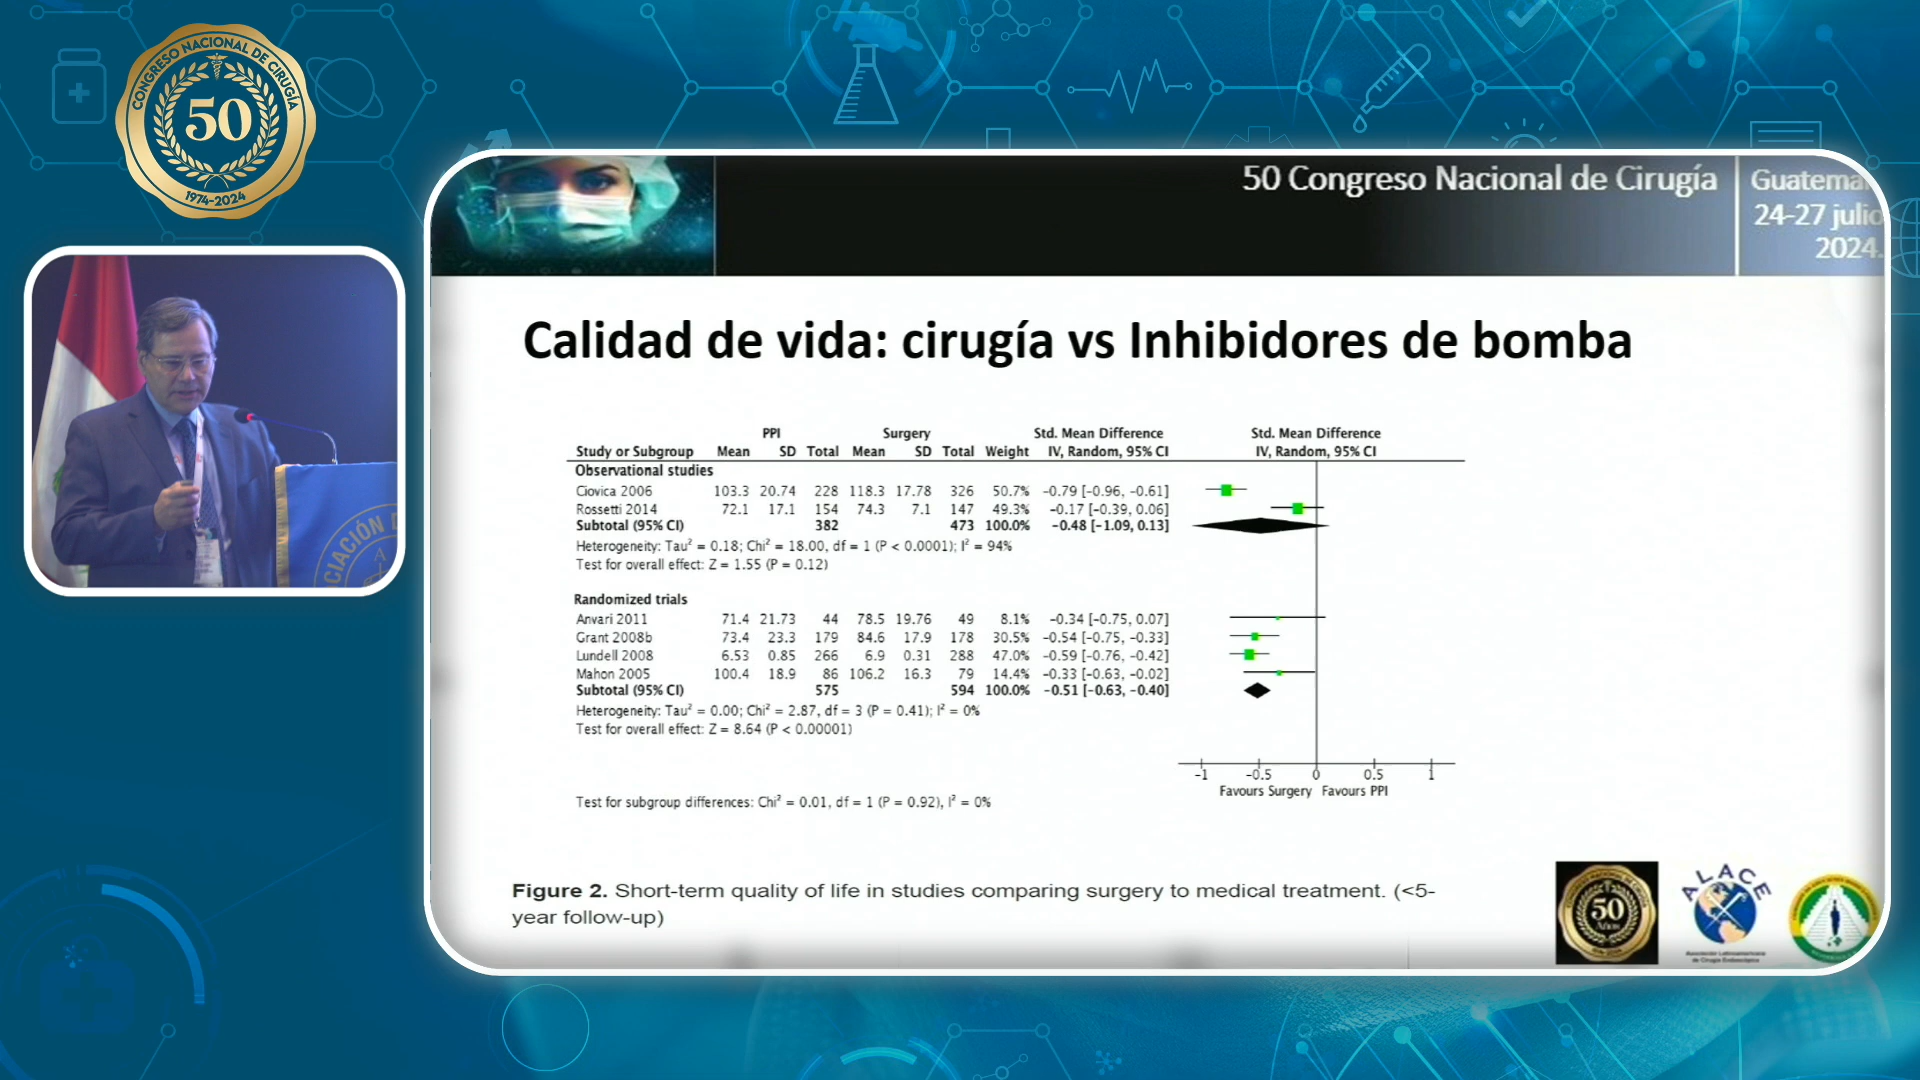 CONGRESO NACIONAL DE CIRUGÍA
50
1974-2024
50 Congreso Nacional de Cirugía
24-27 julio
2024.
Calidad de vida: cirugía vs Inhibidores de bomba
PPI Surgery Std. Mean Difference Std. Mean Difference
Study or Subgroup Mean SD Total Mean SD Total Weight IV, Random, 95% CI IV, Random, 95% CI
Observational studies
Ciovica 2006 103.3 20.74 228 118.3 17.78 326 50.7% -0.79 [-0.96, -0.61]
Rossetti 2014 72.1 17.1 154 74.3 7.1 147 49.3% -0.17 [-0.39, 0.06]
Subtotal (95% CI) 382 473 100.0% -0.48 [-1.09, 0.13]
Heterogeneity: Tau² = 0.18; Chi² = 18.00, df = 1 (P < 0.0001); I² = 94%
Test for overall effect: Z = 1.55 (P = 0.12)
Randomized trials
Anvari 2011 71.4 21.73 44 78.5 19.76 49 8.1% -0.34 [-0.75, 0.07]
Grant 2008b 73.4 23.3 179 84.6 17.9 178 30.5% -0.54 [-0.75, -0.33]
Lundell 2008 6.53 0.85 266 6.9 0.31 288 47.0% -0.59 [-0.76, -0.42]
Mahon 2005 100.4 18.9 86 106.2 16.3 79 14.4% -0.33 [-0.63, -0.02]
Subtotal (95% CI) 575 594 100.0% -0.51 [-0.63, -0.40]
Heterogeneity: Tau² = 0.00; Chi² = 2.87, df = 3 (P = 0.41); I² = 0%
Test for overall effect: Z = 8.64 (P < 0.00001)
-1 -0.5 0 0.5 1
Favours Surgery Favours PPI
Test for subgroup differences: Chi² = 0.01, df = 1 (P = 0.92), I² = 0%
Figure 2. Short-term quality of life in studies comparing surgery to medical treatment. (<5-
year follow-up)
50
Años
ALACE
Asociación Latinoamericana
de Cirugía Endoscópica